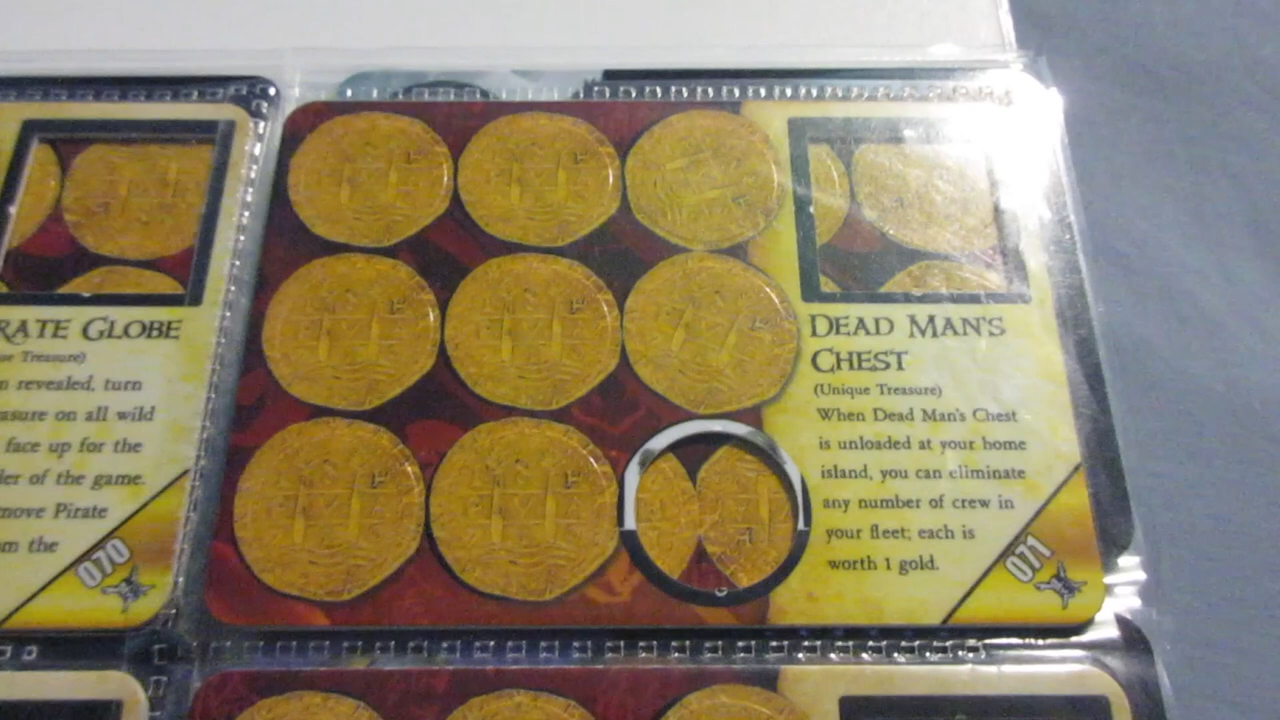 RATE GLOBE
ue Treasure)
n revealed, turn
asure on all wild
face up for the
der of the game.
move Pirate
om the
070
DEAD MAN'S
CHEST
(Unique Treasure)
When Dead Man's Chest
is unloaded at your home
island, you can eliminate
any number of crew in
your fleet; each is
worth 1 gold.
071